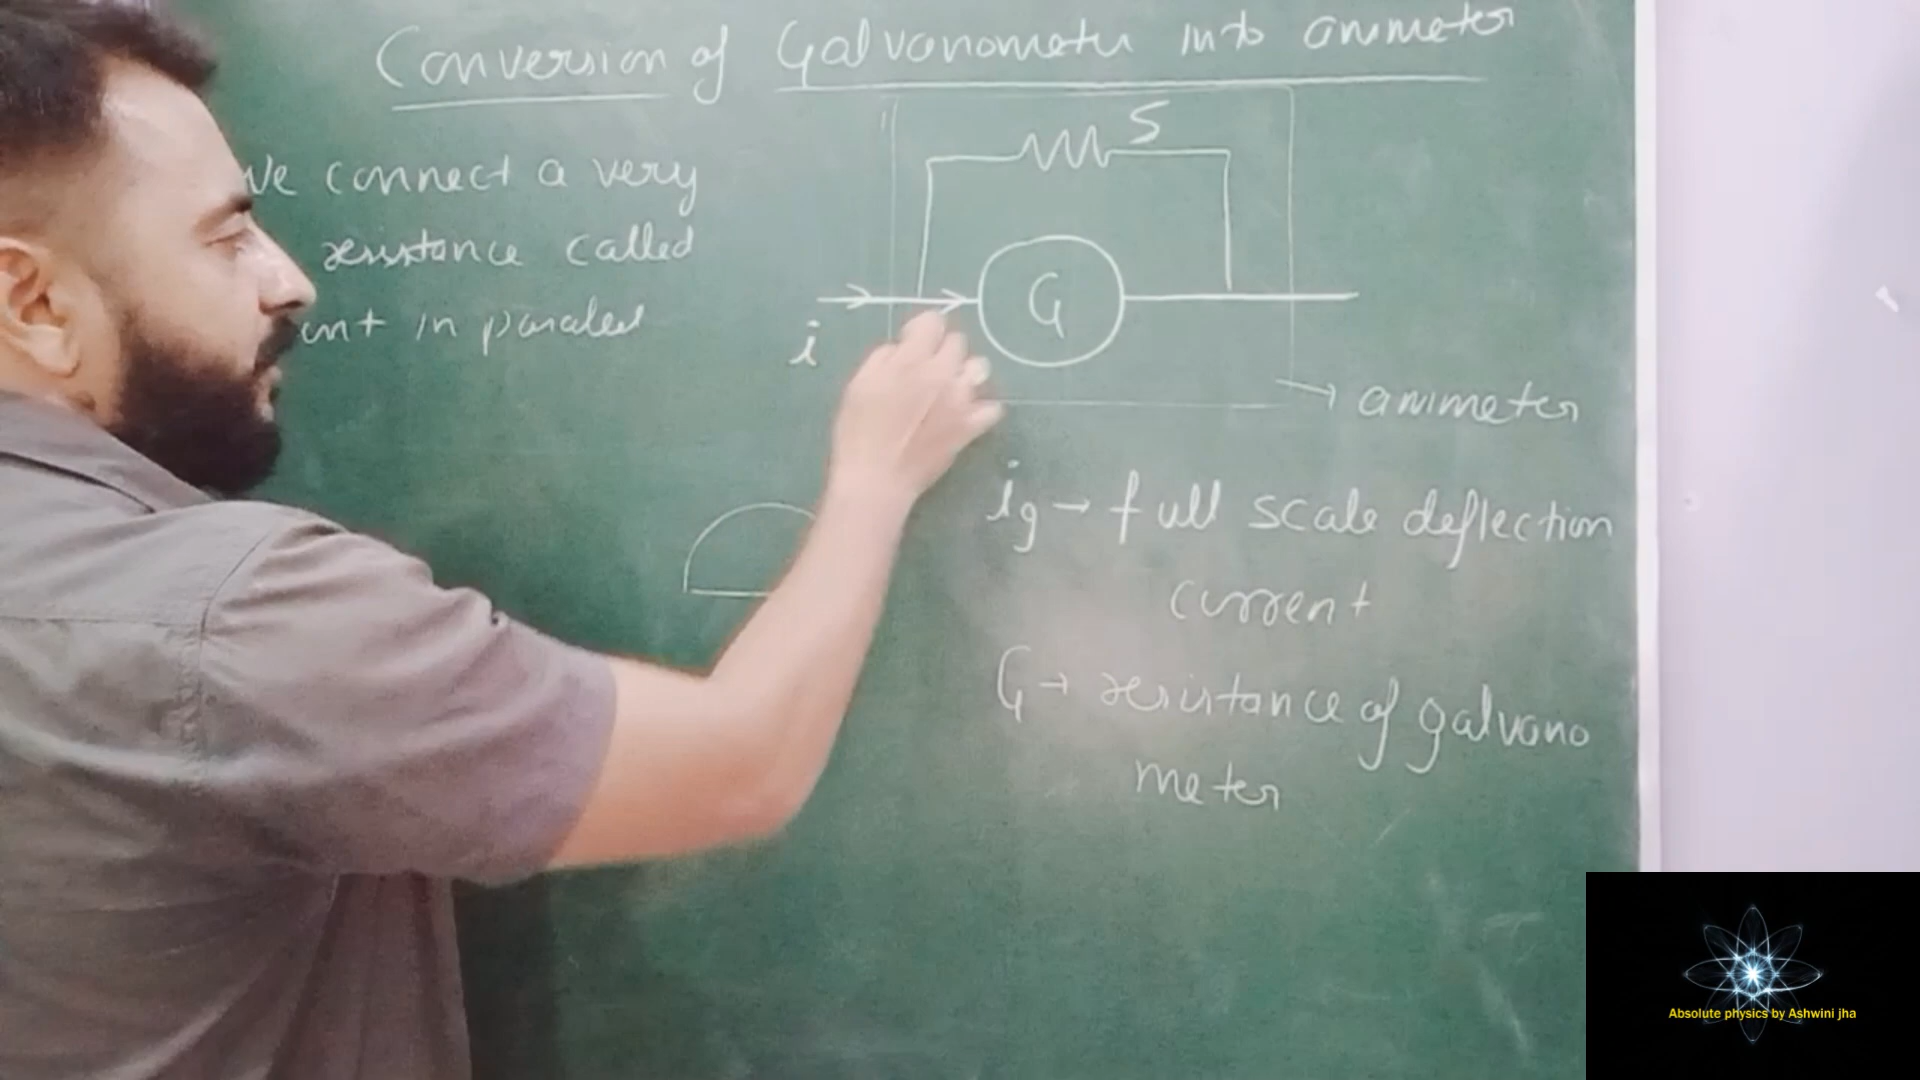 Conversion of Galvanometer into ammeter
We connect a very
resistance called
in parallel
S
G
i
ammeter
ig → full scale deflection
current
G → resistance of galvano
meter
Absolute physics by Ashwini jha